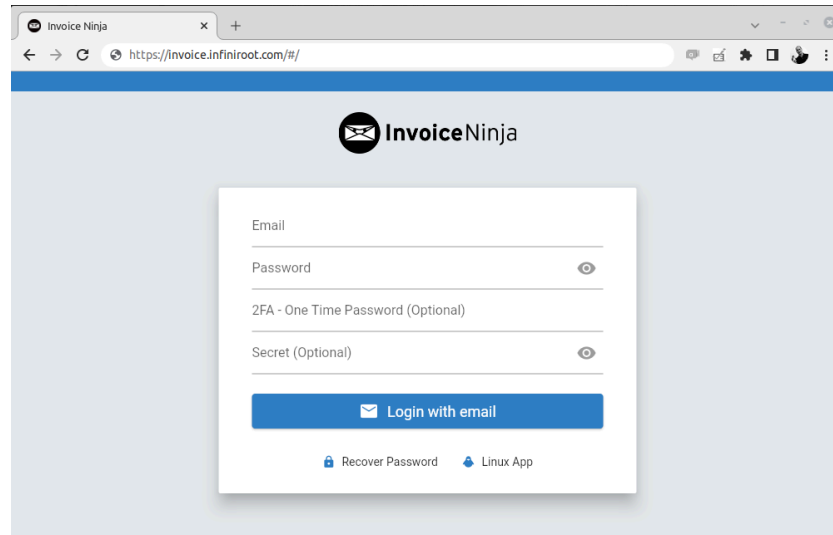 Invoice Ninja
https://invoice.infiniroot.com/#/
InvoiceNinja
Email
Password
2FA - One Time Password (Optional)
Secret (Optional)
Login with email
Recover Password Linux App